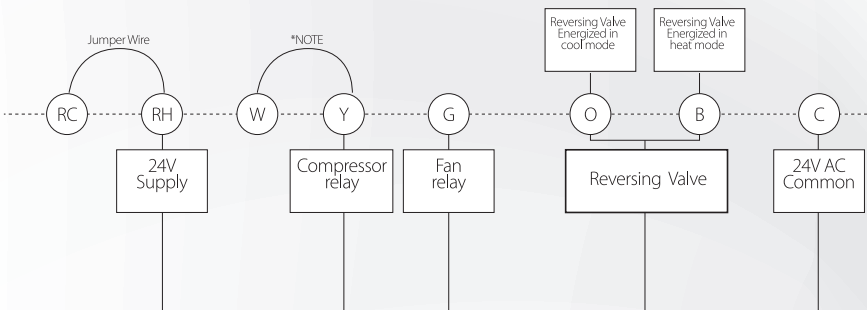 Jumper Wire
*NOTE
Reversing Valve
Energized in
cool mode
Reversing Valve
Energized in
heat mode
RC
RH
W
Y
G
O
B
C
24V
Supply
Compressor
relay
Fan
relay
Reversing Valve
24V AC
Common